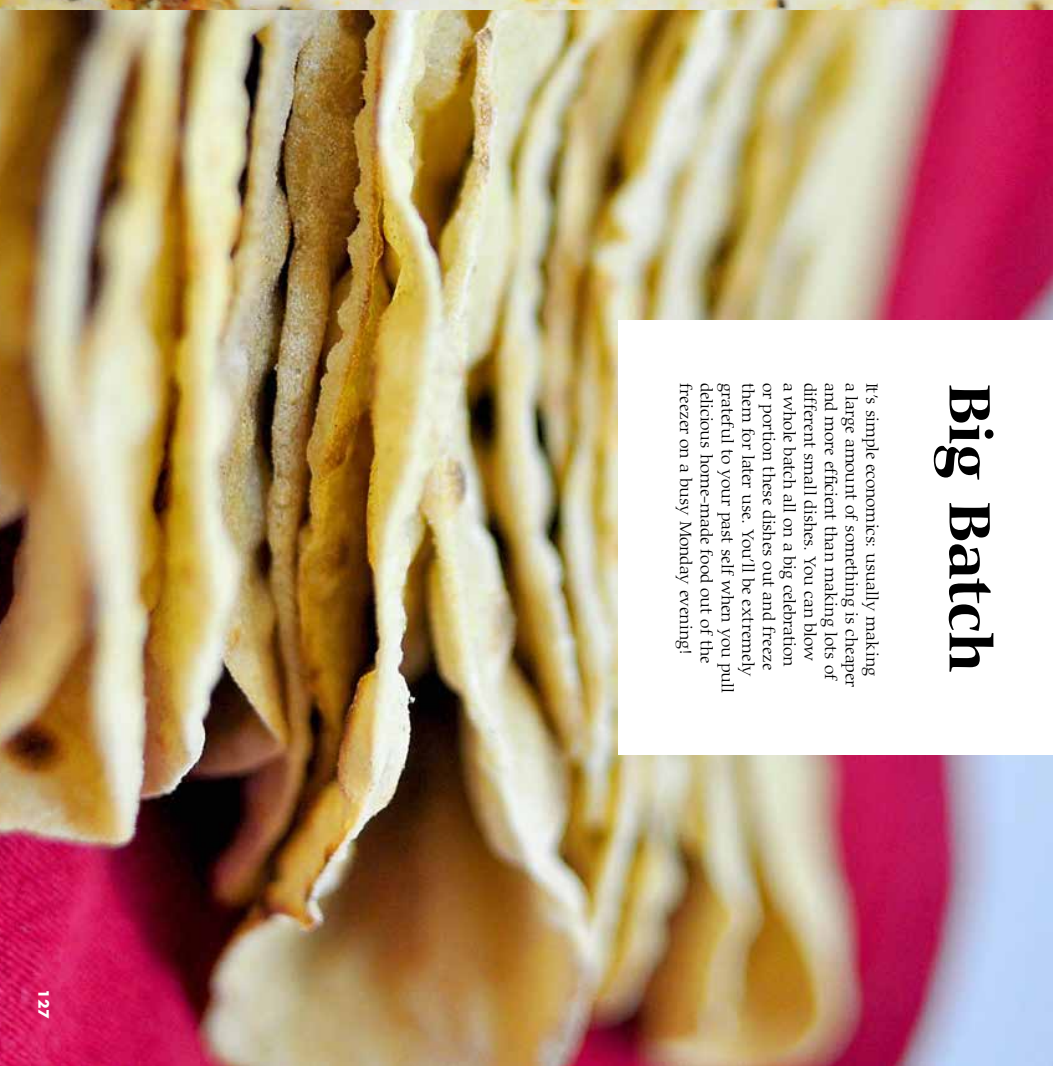 Big Batch
It's simple economics: usually making
a large amount of something is cheaper
and more efficient than making lots of
different small dishes. You can blow
a whole batch all on a big celebration
or portion these dishes out and freeze
them for later use. You'll be extremely
grateful to your past self when you pull
delicious home-made food out of the
freezer on a busy Monday evening!
127